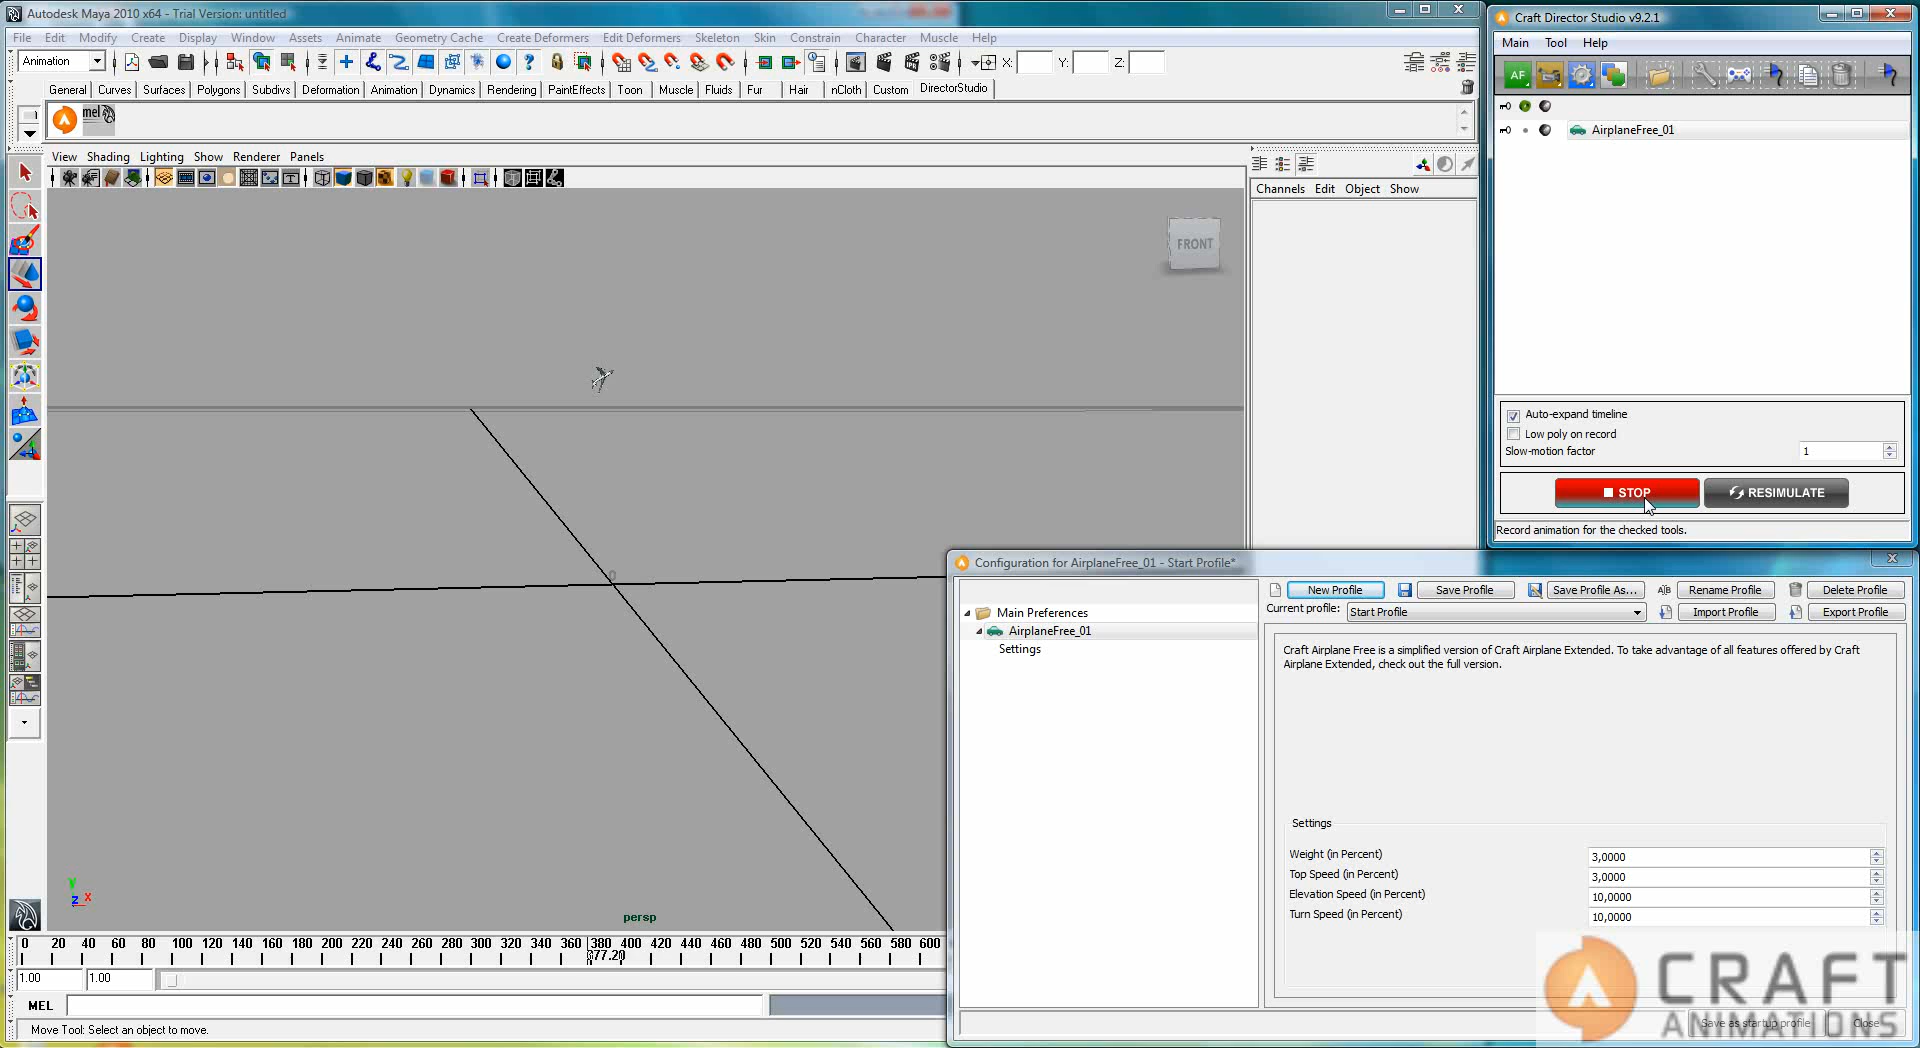 Autodesk Maya 2010 x64 - Trial Version: untitled
File Edit Modify Create Display Window Assets Animate Geometry Cache Create Deformers Edit Deformers Skeleton Skin Constrain Character Muscle Help
Animation X: Y: Z:
General Curves Surfaces Polygons Subdivs Deformation Animation Dynamics Rendering PaintEffects Toon Muscle Fluids Fur Hair nCloth Custom DirectorStudio
mel
View Shading Lighting Show Renderer Panels
Channels Edit Object Show
FRONT
persp
y
z x
0 20 40 60 80 100 120 140 160 180 200 220 240 260 280 300 320 340 360 380 400 420 440 460 480 500 520 540 560 580 600
377.20
1.00 1.00
MEL
Move Tool: Select an object to move.
Craft Director Studio v9.2.1
Main Tool Help
AF
AirplaneFree_01
Auto-expand timeline
Low poly on record
Slow-motion factor 1
STOP RESIMULATE
Record animation for the checked tools.
Configuration for AirplaneFree_01 - Start Profile*
Main Preferences
AirplaneFree_01
Settings
New Profile Save Profile Save Profile As... Rename Profile Delete Profile
Current profile: Start Profile Import Profile Export Profile
Craft Airplane Free is a simplified version of Craft Airplane Extended. To take advantage of all features offered by Craft
Airplane Extended, check out the full version.
Settings
Weight (in Percent) 3,0000
Top Speed (in Percent) 3,0000
Elevation Speed (in Percent) 10,0000
Turn Speed (in Percent) 10,0000
Save as startup profile Close
CRAFT
ANIMATIONS